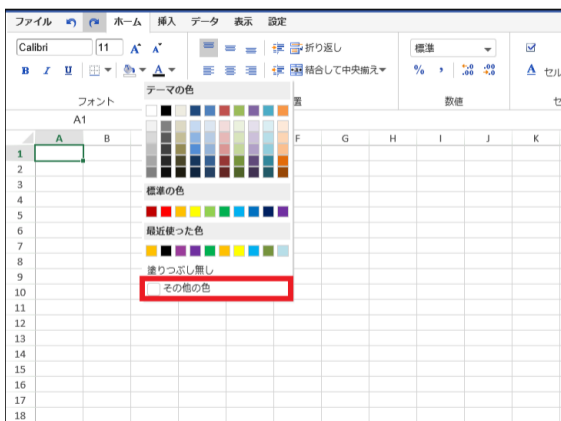 ファイル ホーム 挿入 データ 表示 設定
Calibri 11 A A 折り返し 標準
B I U A 結合して中央揃え % , .00 .00 A セル
フォント 置 数値 セ
テーマの色
A1
A B F G H I J K
1
2
3
4
5
6
7
8
9
10
11
12
13
14
15
16
17
18
標準の色
最近使った色
塗りつぶし無し
その他の色